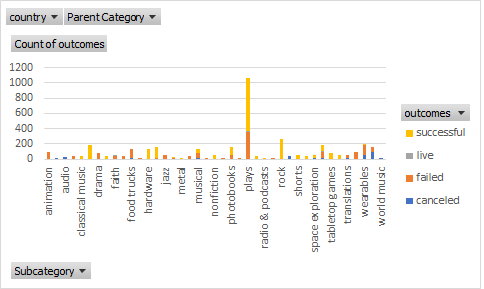 country Parent Category
Count of outcomes
1200
1000
800
600
400
200
0
animation
audio
classical music
drama
faith
food trucks
hardware
jazz
metal
musical
nonfiction
photobooks
plays
radio & podcasts
rock
shorts
space exploration
tabletop games
translations
wearables
world music
outcomes
successful
live
failed
canceled
Subcategory